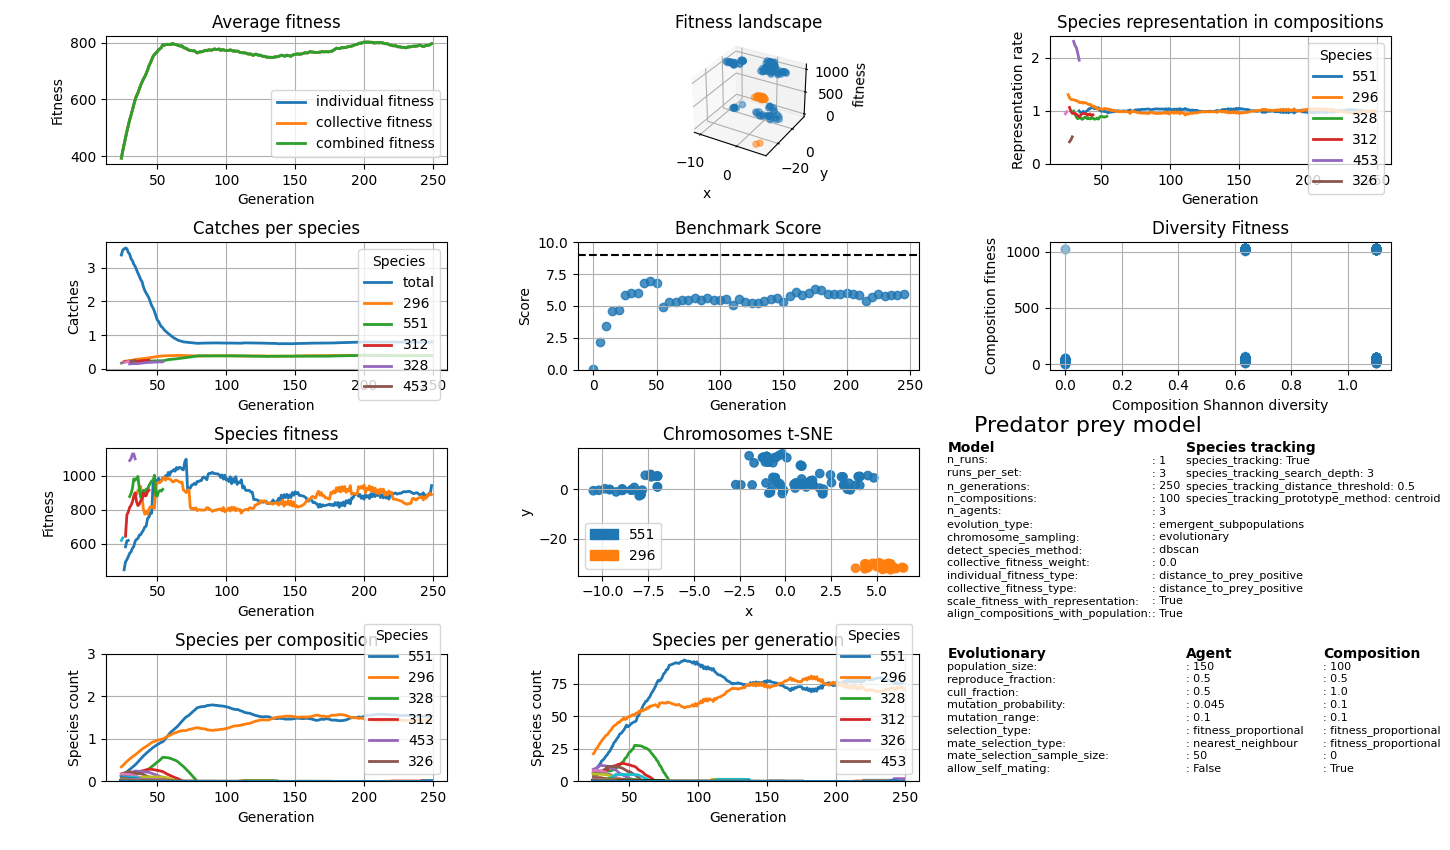 Average fitness
800
600
400
Fitness
individual fitness
collective fitness
combined fitness
50 100 150 200 250
Generation
Fitness landscape
1000
500
0
fitness
−10
0
x
−20
0
y
Species representation in compositions
2
1
0
Representation rate
Species
551
296
328
312
453
326
50 100 150 200 250
Generation
Catches per species
3
2
1
0
Catches
Species
total
296
551
312
328
453
50 100 150 200 250
Generation
Benchmark Score
10.0
7.5
5.0
2.5
0.0
Score
0 50 100 150 200 250
Generation
Diversity Fitness
1000
500
0
Composition fitness
0.0 0.2 0.4 0.6 0.8 1.0
Composition Shannon diversity
Species fitness
1000
800
600
Fitness
50 100 150 200 250
Generation
Chromosomes t-SNE
0
−20
y
551
296
−10.0 −7.5 −5.0 −2.5 0.0 2.5 5.0
x
Predator prey model
Model
n_runs: : 1
runs_per_set: : 3
n_generations: : 250
n_compositions: : 100
n_agents: : 3
evolution_type: : emergent_subpopulations
chromosome_sampling: : evolutionary
detect_species_method: : dbscan
collective_fitness_weight: : 0.0
individual_fitness_type: : distance_to_prey_positive
collective_fitness_type: : distance_to_prey_positive
scale_fitness_with_representation: : True
align_compositions_with_population: : True
Species tracking
species_tracking: True
species_tracking_search_depth: 3
species_tracking_distance_threshold: 0.5
species_tracking_prototype_method: centroid
Species per composition
3
2
1
0
Species count
Species
551
296
328
312
453
326
50 100 150 200 250
Generation
Species per generation
75
50
25
0
Species count
Species
551
296
328
312
326
453
50 100 150 200 250
Generation
Evolutionary Agent Composition
population_size: : 150 : 100
reproduce_fraction: : 0.5 : 0.5
cull_fraction: : 0.5 : 1.0
mutation_probability: : 0.045 : 0.1
mutation_range: : 0.1 : 0.1
selection_type: : fitness_proportional : fitness_proportional
mate_selection_type: : nearest_neighbour : fitness_proportional
mate_selection_sample_size: : 50 : 0
allow_self_mating: : False : True